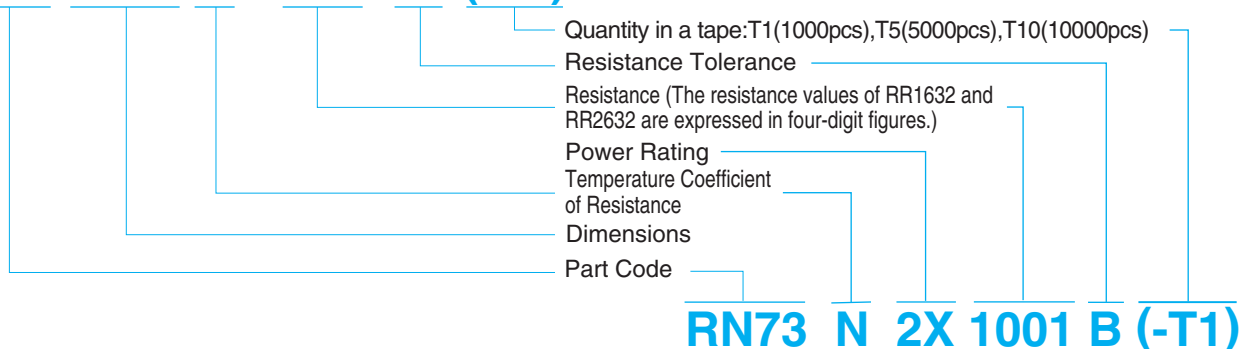 Quantity in a tape:T1(1000pcs),T5(5000pcs),T10(10000pcs)
Resistance Tolerance
Resistance (The resistance values of RR1632 and
RR2632 are expressed in four-digit figures.)
Power Rating
Temperature Coefficient
of Resistance
Dimensions
Part Code
RN73 N 2X 1001 B (-T1)